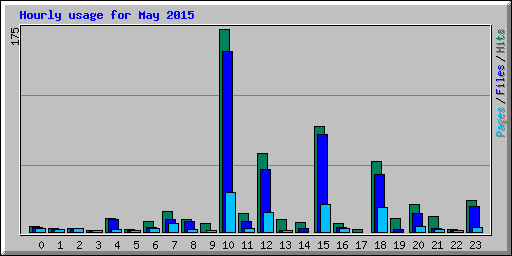 Hourly usage for May 2015
175
Pages/Files/Hits
0 1 2 3 4 5 6 7 8 9 10 11 12 13 14 15 16 17 18 19 20 21 22 23